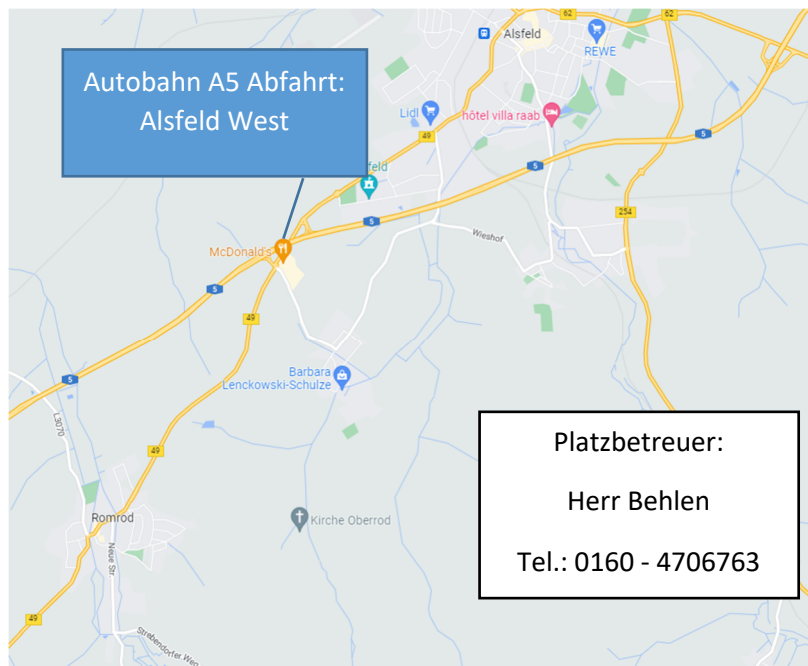 62
62
Alsfeld
REWE
Autobahn A5 Abfahrt:
Alsfeld West
Lidl
hôtel villa raab
49
5
feld
5
254
Wieshof
McDonald's
5
49
Barbara
Lenckowski-Schulze
5
L3070
49
Platzbetreuer:
Herr Behlen
Tel.: 0160 - 4706763
Romrod
Kirche Oberrod
Neue Str
49
Strebendorfer Weg